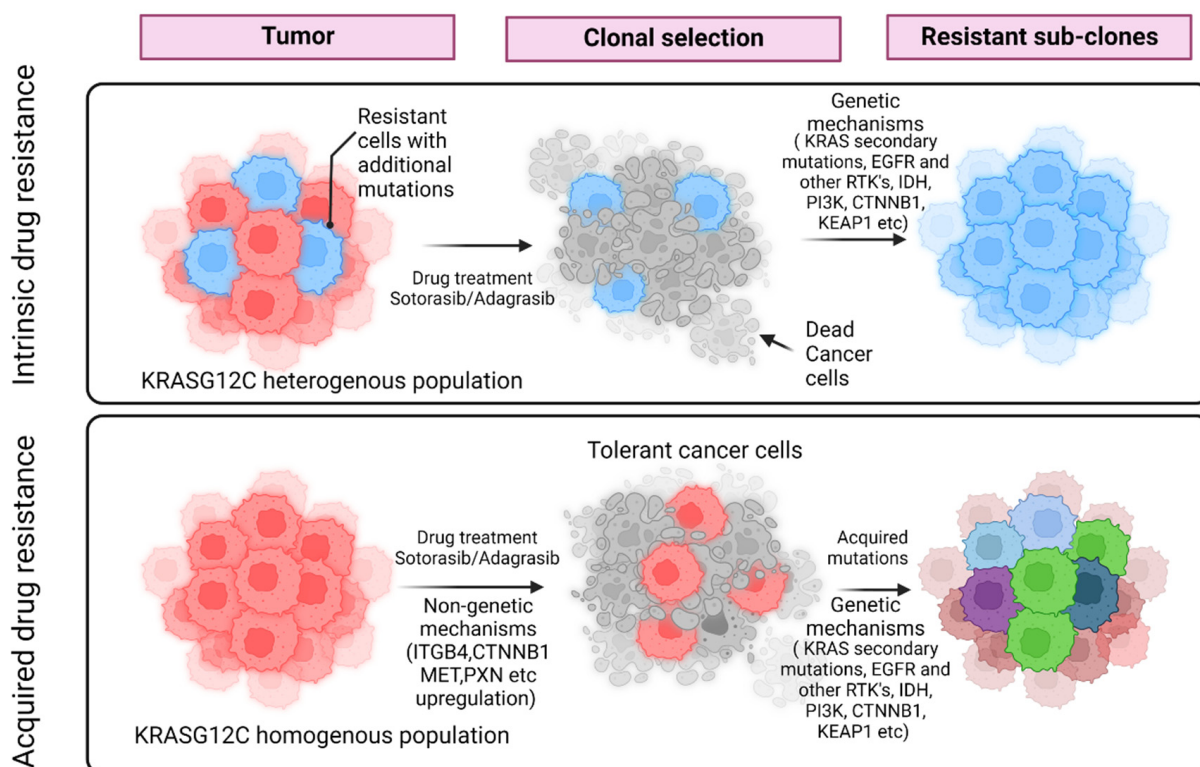 Tumor
Clonal selection
Resistant sub-clones
Intrinsic drug resistance
Resistant
cells with
additional
mutations
Drug treatment
Sotorasib/Adagrasib
KRASG12C heterogenous population
Dead
Cancer
cells
Genetic
mechanisms
( KRAS secondary
mutations, EGFR and
other RTK's, IDH,
PI3K, CTNNB1,
KEAP1 etc)
Acquired drug resistance
KRASG12C homogenous population
Drug treatment
Sotorasib/Adagrasib
Non-genetic
mechanisms
(ITGB4,CTNNB1
MET,PXN etc
upregulation)
Tolerant cancer cells
Acquired
mutations
Genetic
mechanisms
( KRAS secondary
mutations, EGFR and
other RTK's, IDH,
PI3K, CTNNB1,
KEAP1 etc)